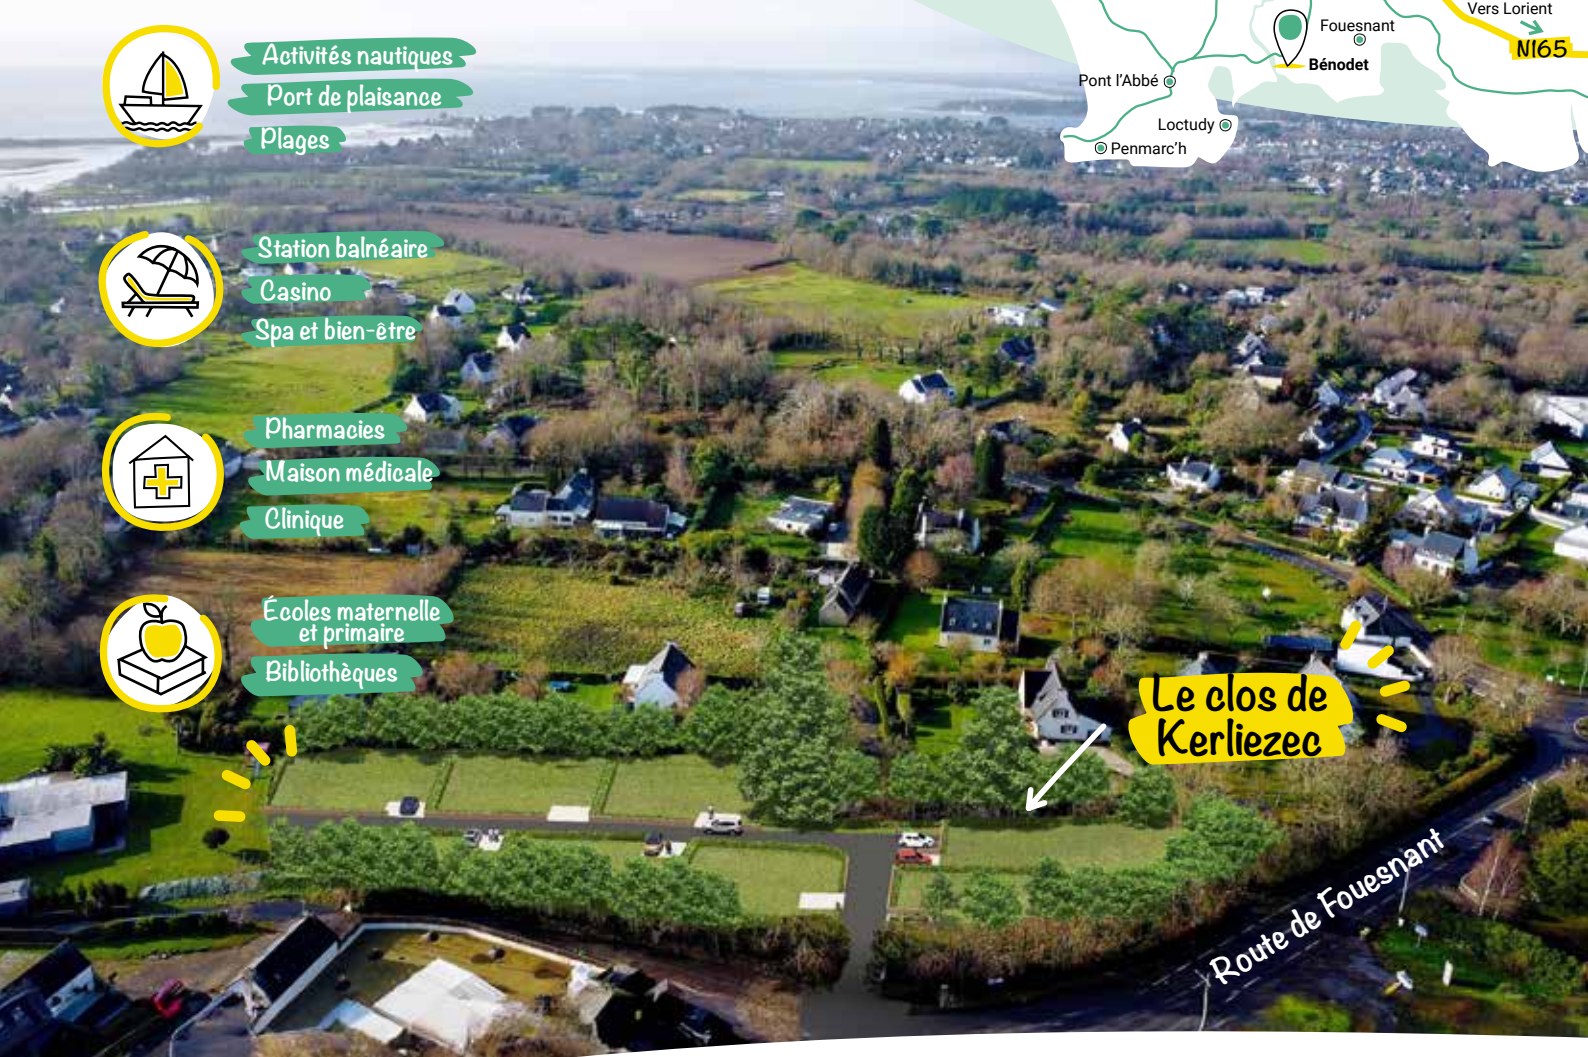 Activités nautiques
Port de plaisance
Plages
Station balnéaire
Casino
Spa et bien-être
Pharmacies
Maison médicale
Clinique
Écoles maternelle
et primaire
Bibliothèques
Vers Lorient
N165
Fouesnant
Bénodet
Pont l'Abbé
Loctudy
Penmarc'h
Le clos de
Kerliezec
Route de Fouesnant